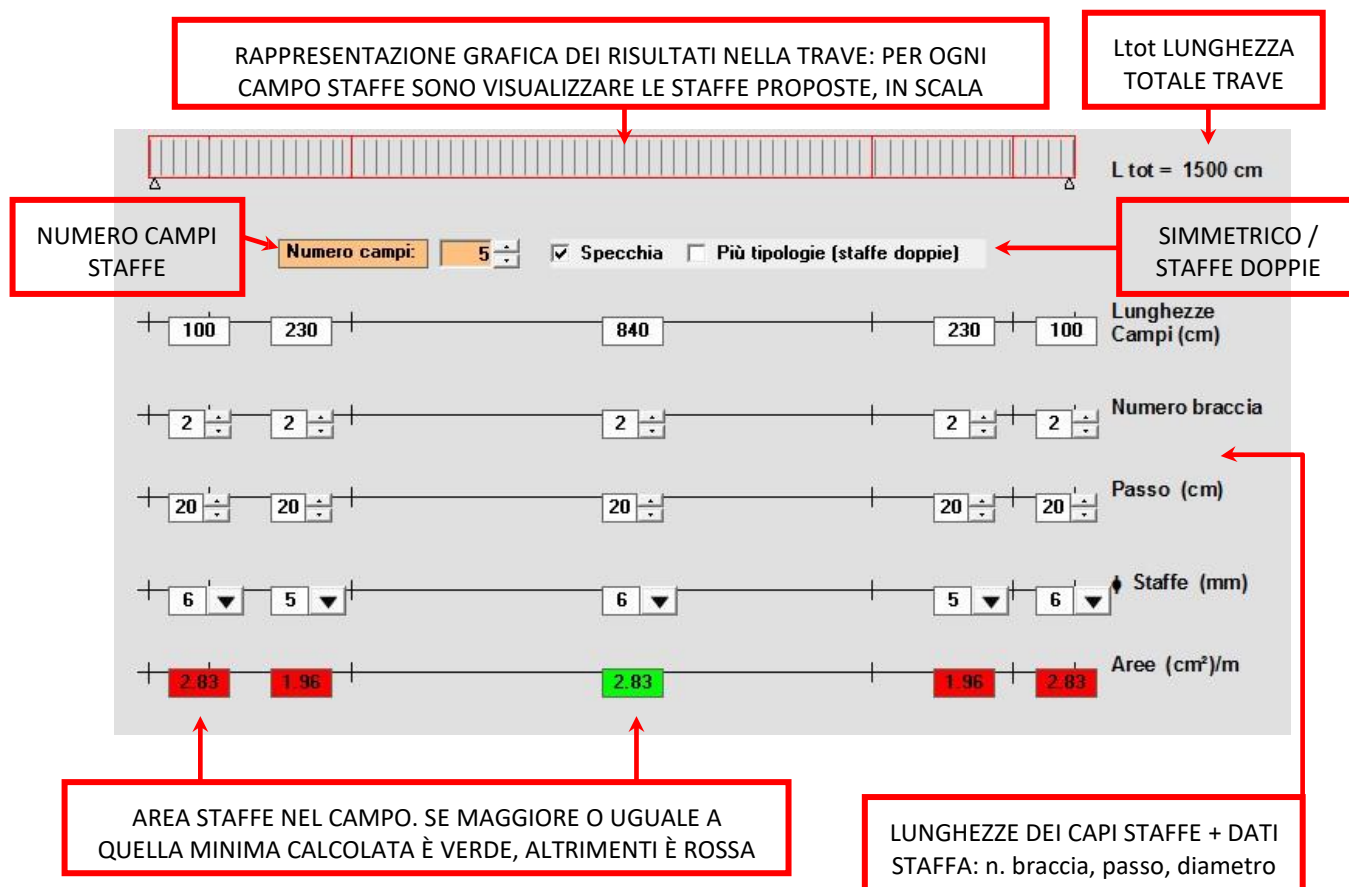 RAPPRESENTAZIONE GRAFICA DEI RISULTATI NELLA TRAVE: PER OGNI
CAMPO STAFFE SONO VISUALIZZARE LE STAFFE PROPOSTE, IN SCALA
Ltot LUNGHEZZA
TOTALE TRAVE
L tot = 1500 cm
NUMERO CAMPI
STAFFE
Numero campi: 5
Specchia
Più tipologie (staffe doppie)
SIMMETRICO /
STAFFE DOPPIE
100 230 840 230 100
Lunghezze
Campi (cm)
2 2 2 2 2 Numero braccia
20 20 20 20 20 Passo (cm)
6 5 6 5 6 ϕ Staffe (mm)
2.83 1.96 2.83 1.96 2.83 Aree (cm²)/m
AREA STAFFE NEL CAMPO. SE MAGGIORE O UGUALE A
QUELLA MINIMA CALCOLATA È VERDE, ALTRIMENTI È ROSSA
LUNGHEZZE DEI CAPI STAFFE + DATI
STAFFA: n. braccia, passo, diametro